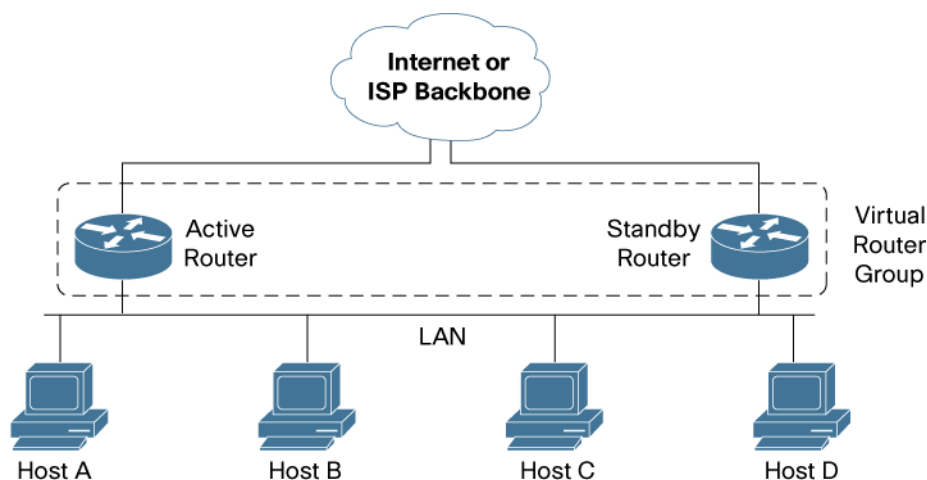 Internet or
ISP Backbone
Active
Router
Standby
Router
Virtual
Router
Group
LAN
Host A
Host B
Host C
Host D